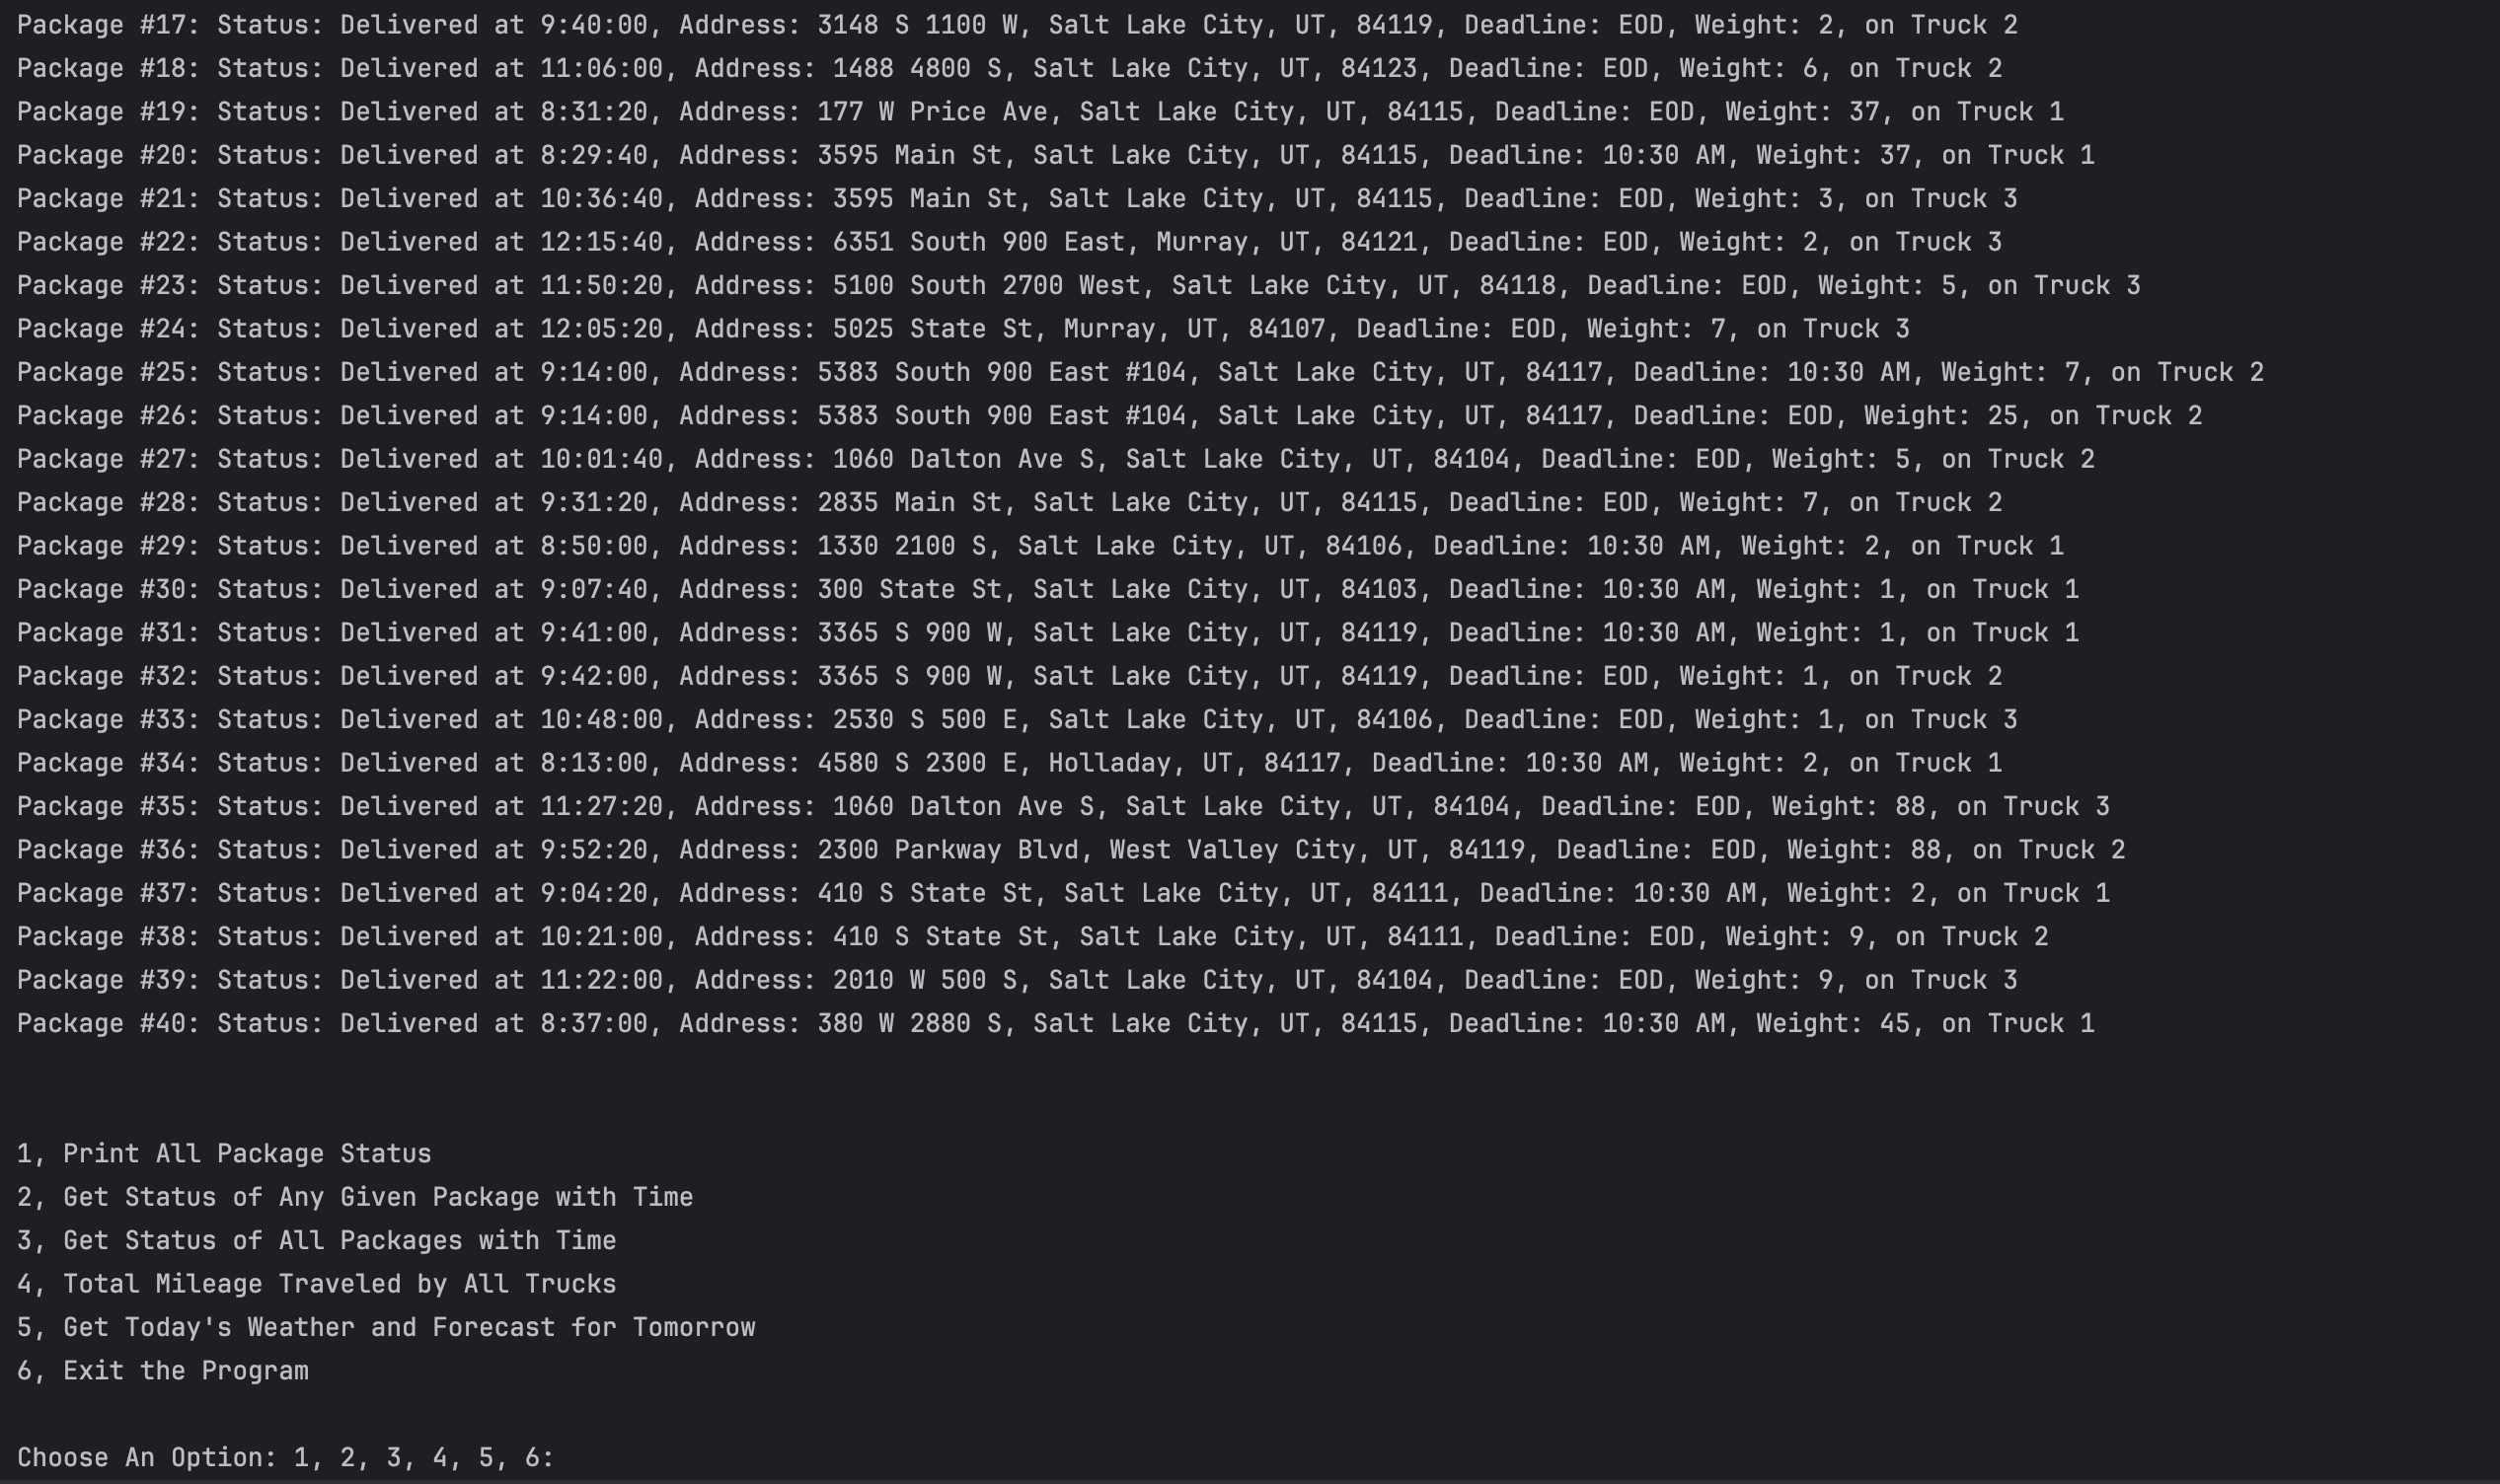 Package #17: Status: Delivered at 9:40:00, Address: 3148 S 1100 W, Salt Lake City, UT, 84119, Deadline: EOD, Weight: 2, on Truck 2
Package #18: Status: Delivered at 11:06:00, Address: 1488 4800 S, Salt Lake City, UT, 84123, Deadline: EOD, Weight: 6, on Truck 2
Package #19: Status: Delivered at 8:31:20, Address: 177 W Price Ave, Salt Lake City, UT, 84115, Deadline: EOD, Weight: 37, on Truck 1
Package #20: Status: Delivered at 8:29:40, Address: 3595 Main St, Salt Lake City, UT, 84115, Deadline: 10:30 AM, Weight: 37, on Truck 1
Package #21: Status: Delivered at 10:36:40, Address: 3595 Main St, Salt Lake City, UT, 84115, Deadline: EOD, Weight: 3, on Truck 3
Package #22: Status: Delivered at 12:15:40, Address: 6351 South 900 East, Murray, UT, 84121, Deadline: EOD, Weight: 2, on Truck 3
Package #23: Status: Delivered at 11:50:20, Address: 5100 South 2700 West, Salt Lake City, UT, 84118, Deadline: EOD, Weight: 5, on Truck 3
Package #24: Status: Delivered at 12:05:20, Address: 5025 State St, Murray, UT, 84107, Deadline: EOD, Weight: 7, on Truck 3
Package #25: Status: Delivered at 9:14:00, Address: 5383 South 900 East #104, Salt Lake City, UT, 84117, Deadline: 10:30 AM, Weight: 7, on Truck 2
Package #26: Status: Delivered at 9:14:00, Address: 5383 South 900 East #104, Salt Lake City, UT, 84117, Deadline: EOD, Weight: 25, on Truck 2
Package #27: Status: Delivered at 10:01:40, Address: 1060 Dalton Ave S, Salt Lake City, UT, 84104, Deadline: EOD, Weight: 5, on Truck 2
Package #28: Status: Delivered at 9:31:20, Address: 2835 Main St, Salt Lake City, UT, 84115, Deadline: EOD, Weight: 7, on Truck 2
Package #29: Status: Delivered at 8:50:00, Address: 1330 2100 S, Salt Lake City, UT, 84106, Deadline: 10:30 AM, Weight: 2, on Truck 1
Package #30: Status: Delivered at 9:07:40, Address: 300 State St, Salt Lake City, UT, 84103, Deadline: 10:30 AM, Weight: 1, on Truck 1
Package #31: Status: Delivered at 9:41:00, Address: 3365 S 900 W, Salt Lake City, UT, 84119, Deadline: 10:30 AM, Weight: 1, on Truck 1
Package #32: Status: Delivered at 9:42:00, Address: 3365 S 900 W, Salt Lake City, UT, 84119, Deadline: EOD, Weight: 1, on Truck 2
Package #33: Status: Delivered at 10:48:00, Address: 2530 S 500 E, Salt Lake City, UT, 84106, Deadline: EOD, Weight: 1, on Truck 3
Package #34: Status: Delivered at 8:13:00, Address: 4580 S 2300 E, Holladay, UT, 84117, Deadline: 10:30 AM, Weight: 2, on Truck 1
Package #35: Status: Delivered at 11:27:20, Address: 1060 Dalton Ave S, Salt Lake City, UT, 84104, Deadline: EOD, Weight: 88, on Truck 3
Package #36: Status: Delivered at 9:52:20, Address: 2300 Parkway Blvd, West Valley City, UT, 84119, Deadline: EOD, Weight: 88, on Truck 2
Package #37: Status: Delivered at 9:04:20, Address: 410 S State St, Salt Lake City, UT, 84111, Deadline: 10:30 AM, Weight: 2, on Truck 1
Package #38: Status: Delivered at 10:21:00, Address: 410 S State St, Salt Lake City, UT, 84111, Deadline: EOD, Weight: 9, on Truck 2
Package #39: Status: Delivered at 11:22:00, Address: 2010 W 500 S, Salt Lake City, UT, 84104, Deadline: EOD, Weight: 9, on Truck 3
Package #40: Status: Delivered at 8:37:00, Address: 380 W 2880 S, Salt Lake City, UT, 84115, Deadline: 10:30 AM, Weight: 45, on Truck 1
1, Print All Package Status
2, Get Status of Any Given Package with Time
3, Get Status of All Packages with Time
4, Total Mileage Traveled by All Trucks
5, Get Today's Weather and Forecast for Tomorrow
6, Exit the Program
Choose An Option: 1, 2, 3, 4, 5, 6: